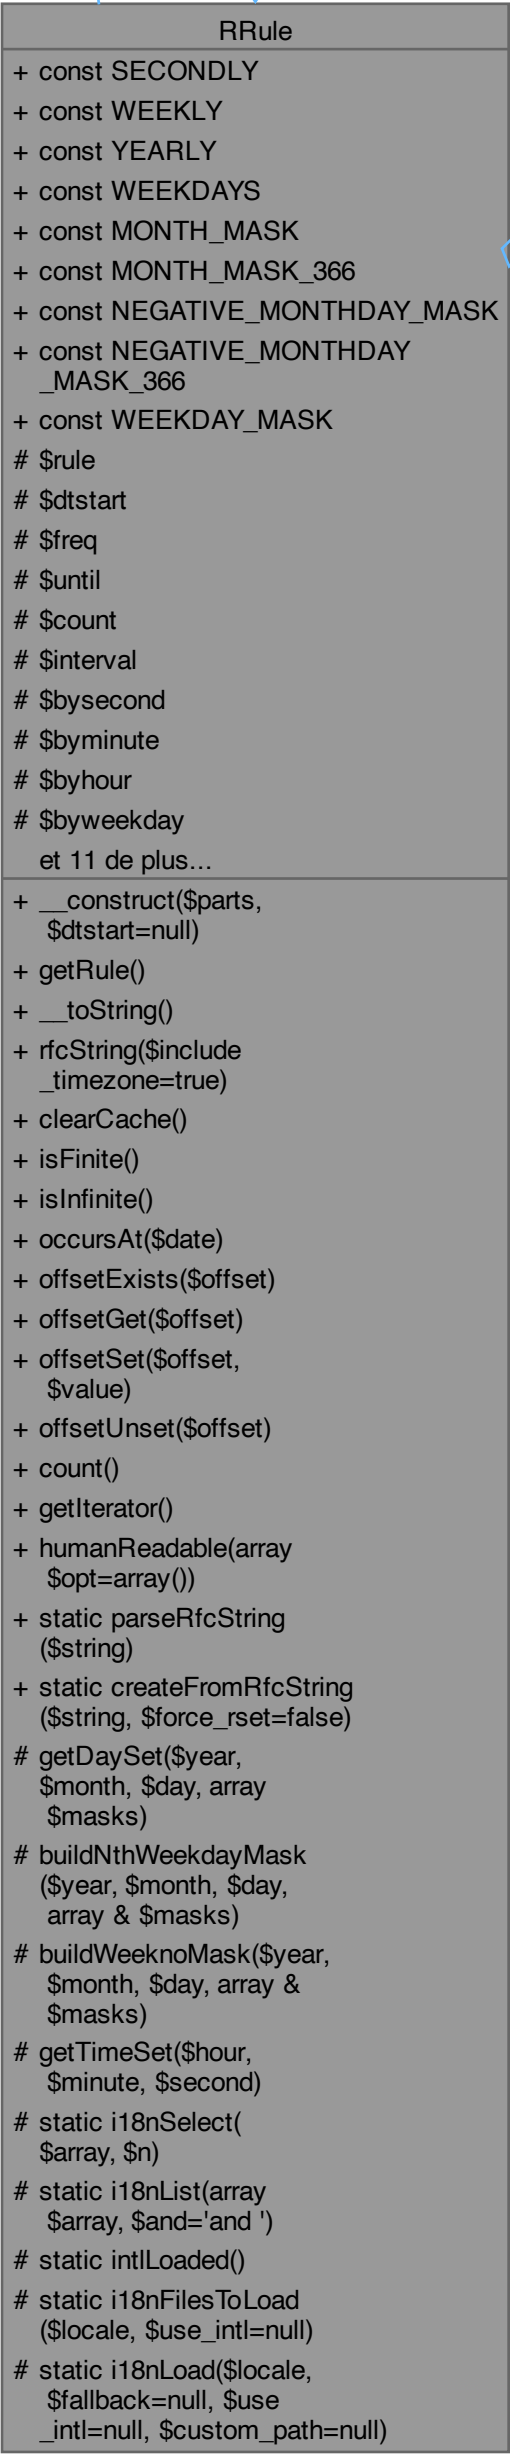 RRule
+ const SECONDLY
+ const WEEKLY
+ const YEARLY
+ const WEEKDAYS
+ const MONTH_MASK
+ const MONTH_MASK_366
+ const NEGATIVE_MONTHDAY_MASK
+ const NEGATIVE_MONTHDAY
_MASK_366
+ const WEEKDAY_MASK
# $rule
# $dtstart
# $freq
# $until
# $count
# $interval
# $bysecond
# $byminute
# $byhour
# $byweekday
et 11 de plus...
+ __construct($parts,
$dtstart=null)
+ getRule()
+ __toString()
+ rfcString($include
_timezone=true)
+ clearCache()
+ isFinite()
+ isInfinite()
+ occursAt($date)
+ offsetExists($offset)
+ offsetGet($offset)
+ offsetSet($offset,
$value)
+ offsetUnset($offset)
+ count()
+ getIterator()
+ humanReadable(array
$opt=array())
+ static parseRfcString
($string)
+ static createFromRfcString
($string, $force_rset=false)
# getDaySet($year,
$month, $day, array
$masks)
# buildNthWeekdayMask
($year, $month, $day,
array & $masks)
# buildWeeknoMask($year,
$month, $day, array &
$masks)
# getTimeSet($hour,
$minute, $second)
# static i18nSelect(
$array, $n)
# static i18nList(array
$array, $and='and ')
# static intlLoaded()
# static i18nFilesToLoad
($locale, $use_intl=null)
# static i18nLoad($locale,
$fallback=null, $use
_intl=null, $custom_path=null)